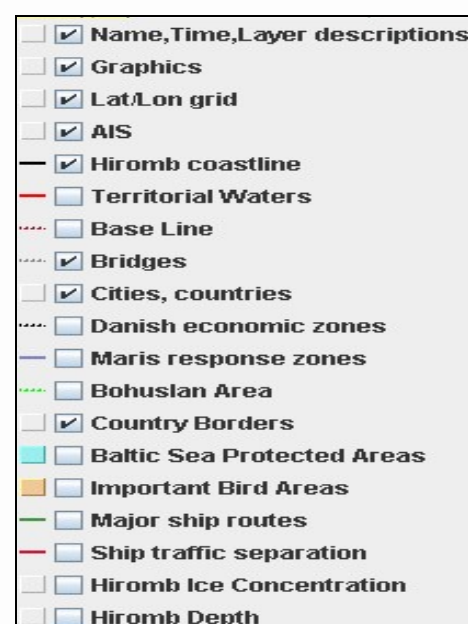 Name,Time,Layer descriptions
Graphics
Lat/Lon grid
AIS
Hiromb coastline
Territorial Waters
Base Line
Bridges
Cities, countries
Danish economic zones
Maris response zones
Bohuslan Area
Country Borders
Baltic Sea Protected Areas
Important Bird Areas
Major ship routes
Ship traffic separation
Hiromb Ice Concentration
Hiromb Depth